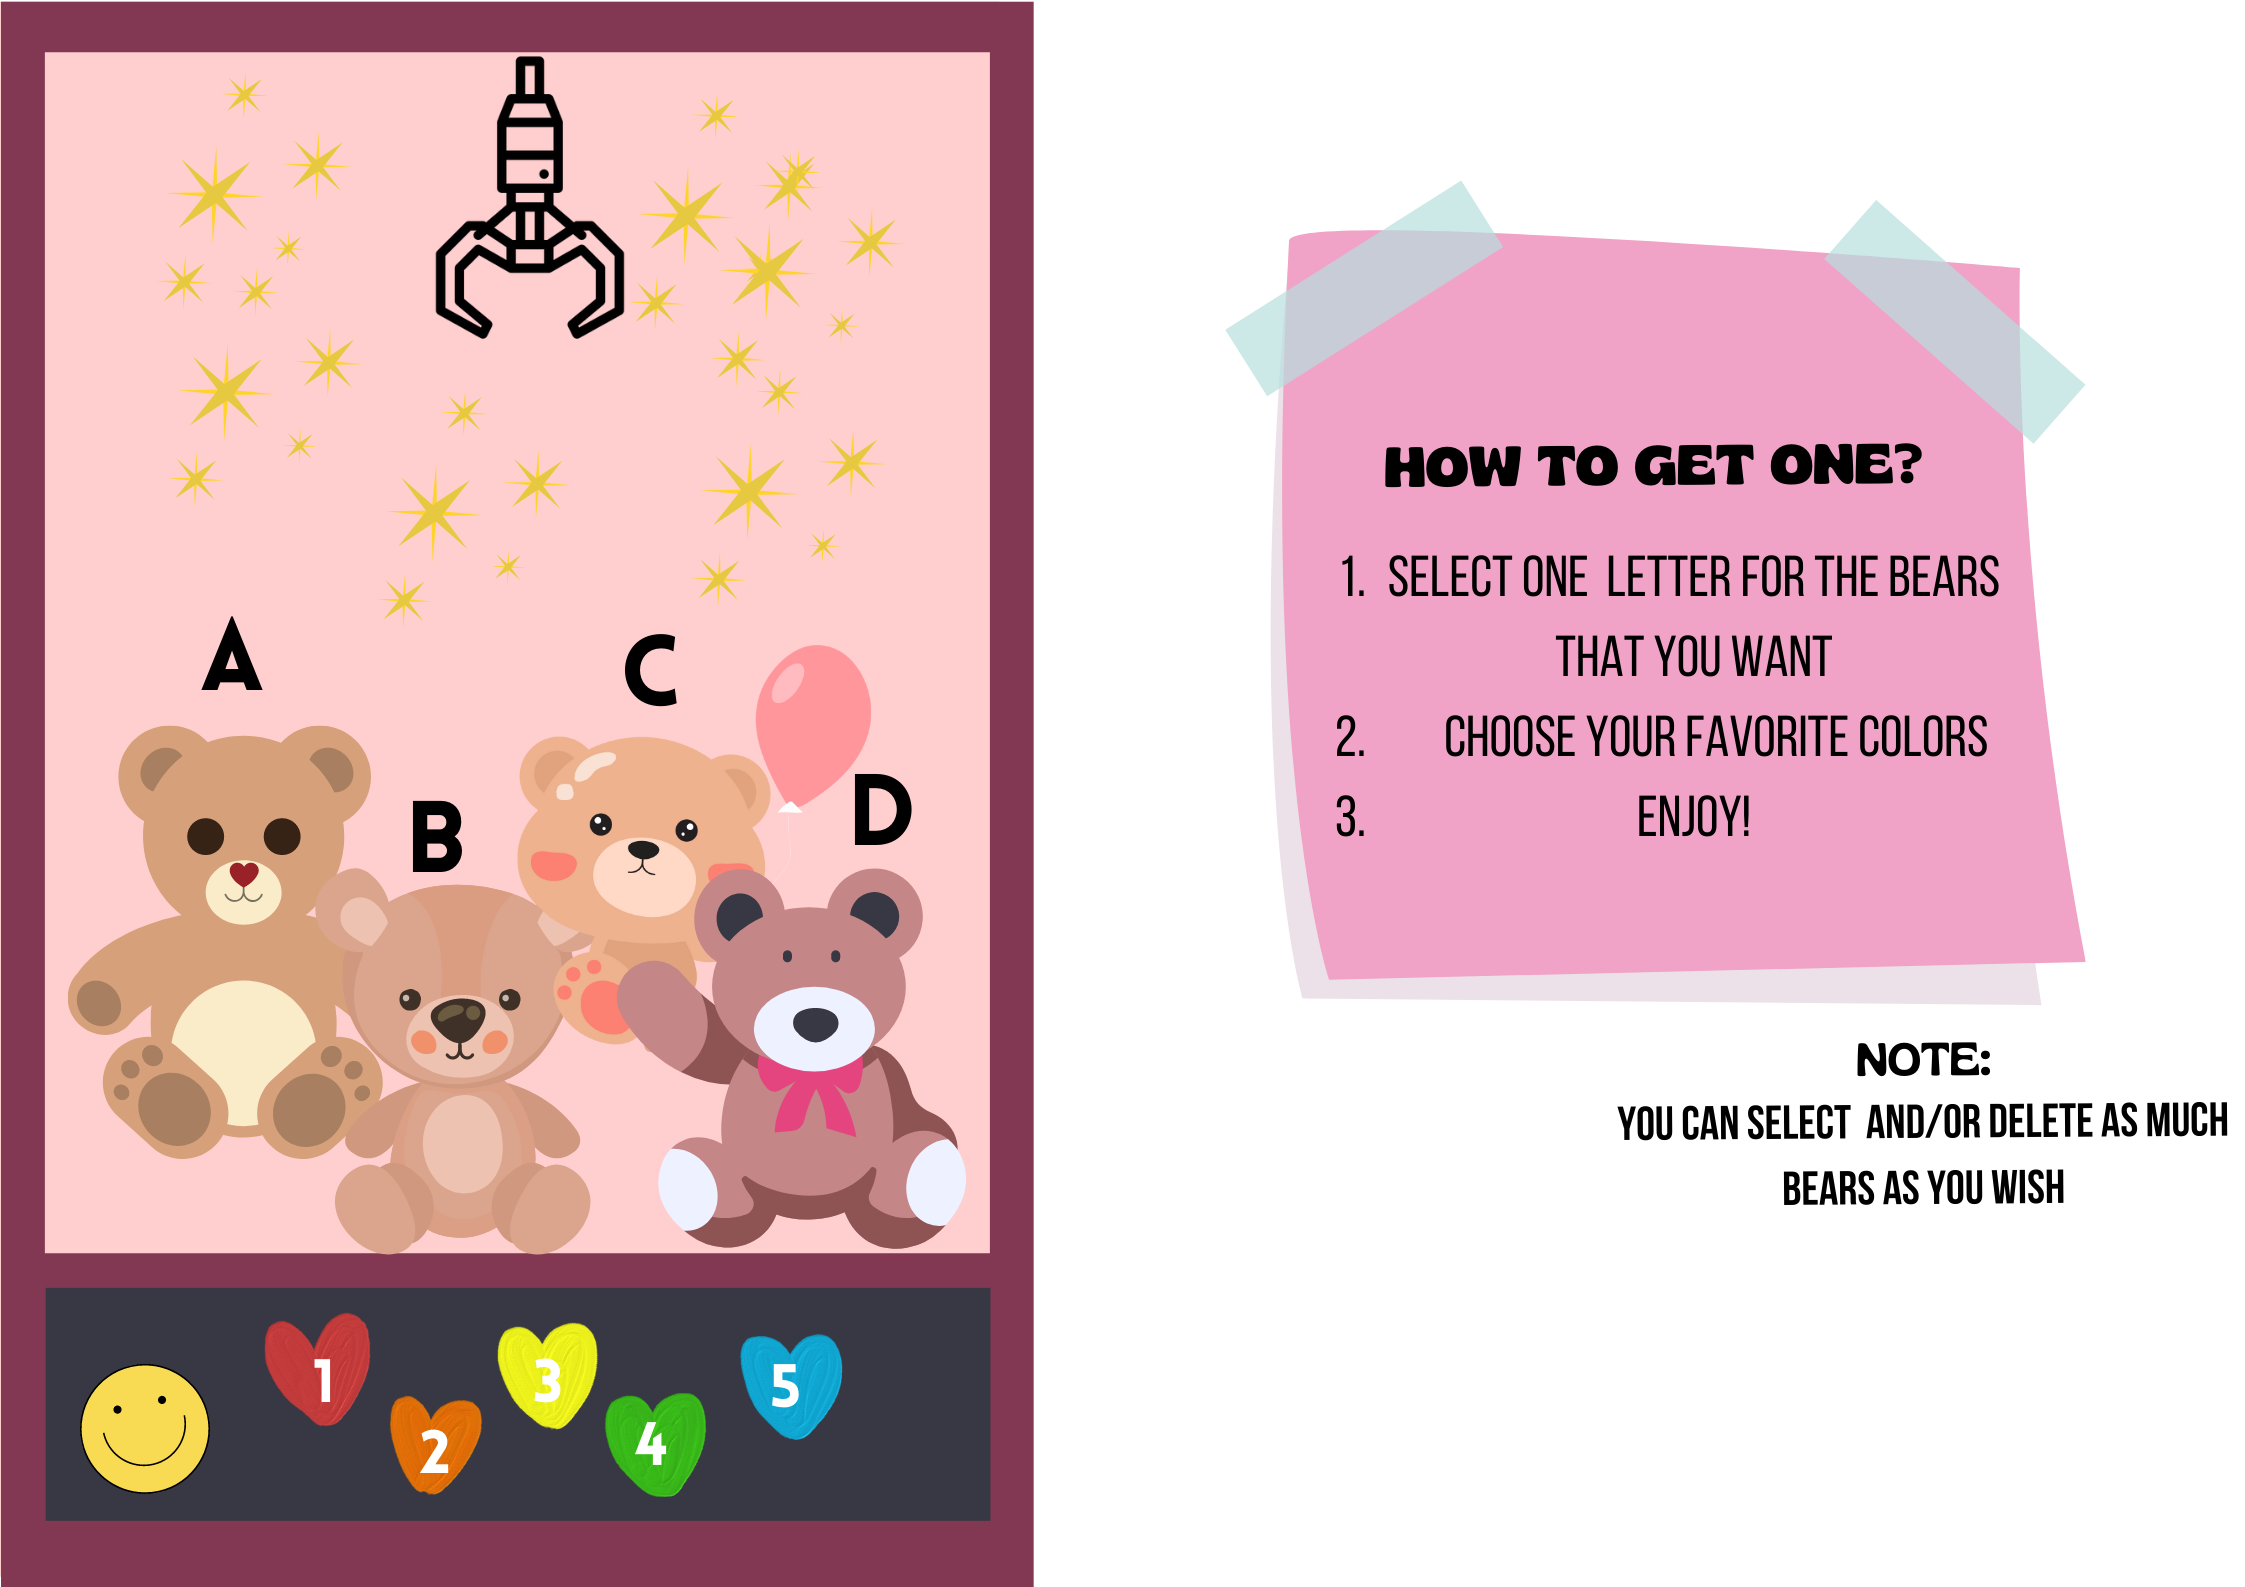 A
B
C
D
1
2
3
4
5
HOW TO GET ONE?
1. SELECT ONE LETTER FOR THE BEARS
THAT YOU WANT
2. CHOOSE YOUR FAVORITE COLORS
3. ENJOY!
NOTE:
YOU CAN SELECT AND/OR DELETE AS MUCH
BEARS AS YOU WISH